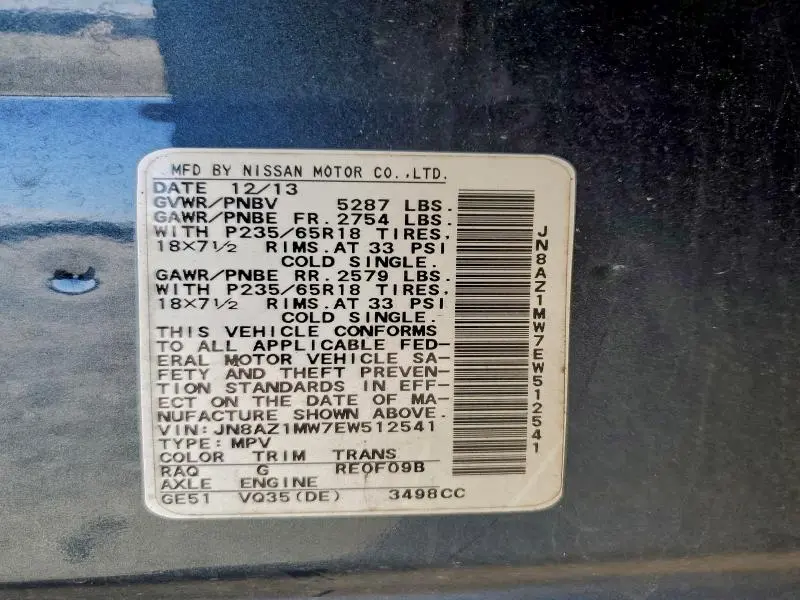 MFD BY NISSAN MOTOR CO.,LTD.
DATE 12/13
GVWR/PNBV 5287 LBS.
GAWR/PNBE FR.2754 LBS.
WITH P235/65R18 TIRES.
18×7½ RIMS.AT 33 PSI
COLD SINGLE.
GAWR/PNBE RR.2579 LBS.
WITH P235/65R18 TIRES.
18×7½ RIMS.AT 33 PSI
COLD SINGLE.
THIS VEHICLE CONFORMS
TO ALL APPLICABLE FED-
ERAL MOTOR VEHICLE SA-
FETY AND THEFT PREVEN-
TION STANDARDS IN EFF-
ECT ON THE DATE OF MA-
NUFACTURE SHOWN ABOVE.
VIN:JN8AZ1MW7EW512541
TYPE:MPV
COLOR TRIM TRANS
RAQ G RE0F09B
AXLE ENGINE
GE51 VQ35(DE) 3498CC
JN8AZ1MW7EW512541